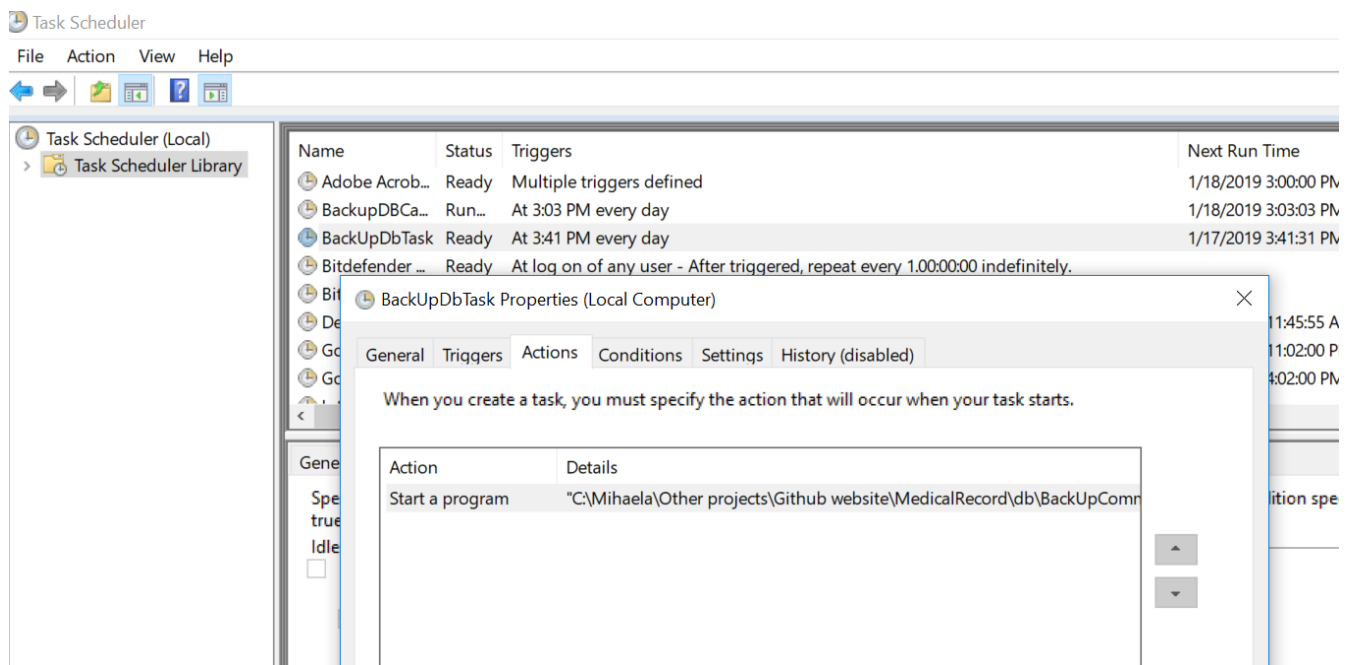 Task Scheduler
File Action View Help
Task Scheduler (Local)
Task Scheduler Library
Name Status Triggers Next Run Time
Adobe Acrob... Ready Multiple triggers defined 1/18/2019 3:00:00 PM
BackupDBCa... Run... At 3:03 PM every day 1/18/2019 3:03:03 PM
BackUpDbTask Ready At 3:41 PM every day 1/17/2019 3:41:31 PM
Bitdefender ... Ready At log on of any user - After triggered, repeat every 1.00:00:00 indefinitely.
Bit
BackUpDbTask Properties (Local Computer)
De 11:45:55 A
Go 11:02:00 P
Go 4:02:00 PM
General Triggers Actions Conditions Settings History (disabled)
When you create a task, you must specify the action that will occur when your task starts.
Gene
Action Details
Start a program "C:\Mihaela\Other projects\Github website\MedicalRecord\db\BackUpComm
Spe ition spe
true
Idle